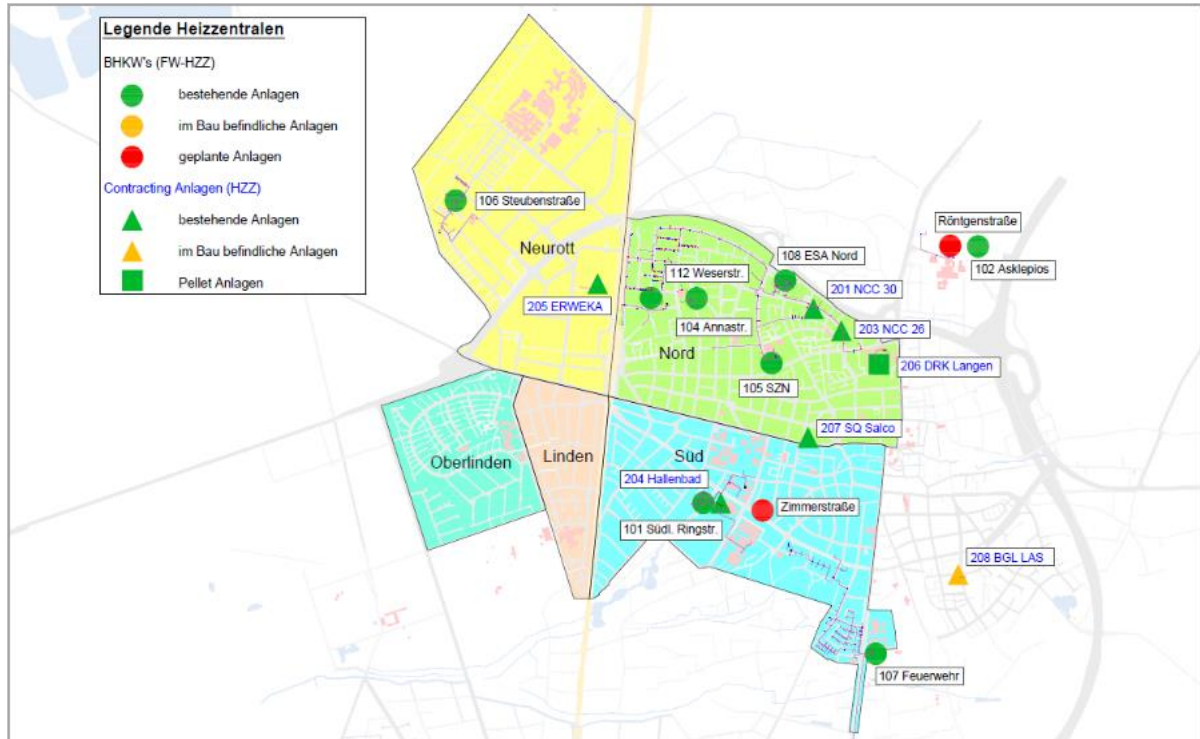 Legende Heizzentralen
BHKW's (FW-HZZ)
bestehende Anlagen
im Bau befindliche Anlagen
geplante Anlagen
Contracting Anlagen (HZZ)
bestehende Anlagen
im Bau befindliche Anlagen
Pellet Anlagen
106 Steubenstraße
Neurott
205 ERWEKA
112 Weserstr.
104 Annastr.
108 ESA Nord
201 NCC 30
203 NCC 26
Röntgenstraße
102 Asklepios
Nord
105 SZN
206 DRK Langen
207 SQ Salco
Oberlinden
Linden
Süd
204 Hallenbad
101 Südl. Ringstr.
Zimmerstraße
208 BGL LAS
107 Feuerwehr